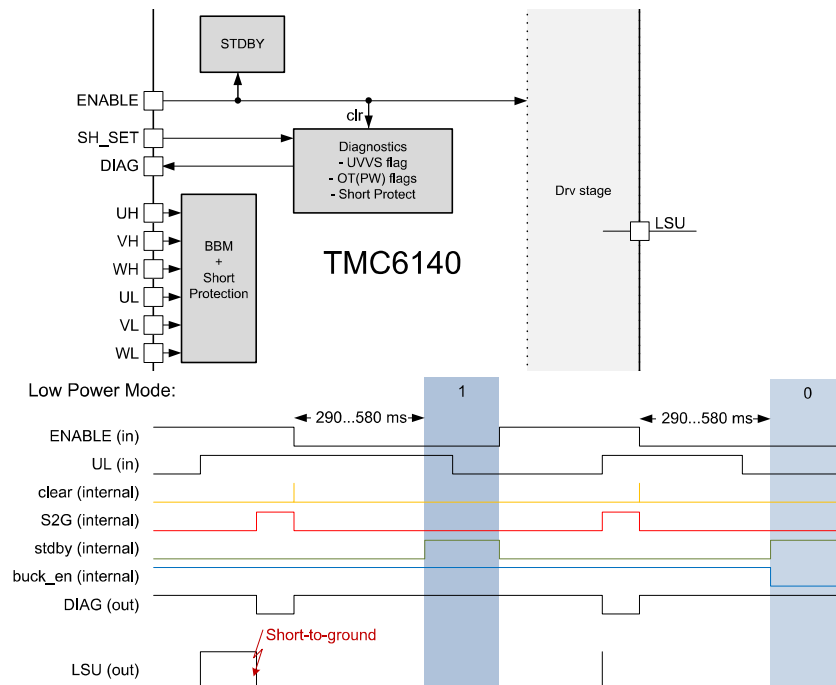 STDBY
ENABLE
clr
SH_SET
DIAG
Diagnostics
- UVVS flag
- OT(PW) flags
- Short Protect
Drv stage
LSU
UH
VH
WH
UL
VL
WL
BBM
+
Short
Protection
TMC6140
Low Power Mode:
1
0
290...580 ms
290...580 ms
ENABLE (in)
UL (in)
clear (internal)
S2G (internal)
stdby (internal)
buck_en (internal)
DIAG (out)
Short-to-ground
LSU (out)